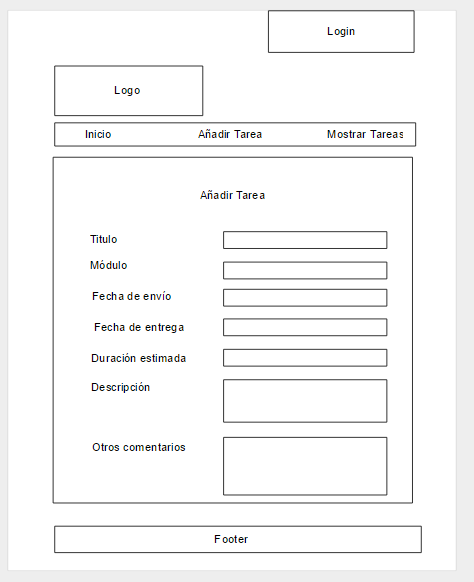 Login
Logo
Inicio Añadir Tarea Mostrar Tareas
Añadir Tarea
Titulo
Módulo
Fecha de envío
Fecha de entrega
Duración estimada
Descripción
Otros comentarios
Footer